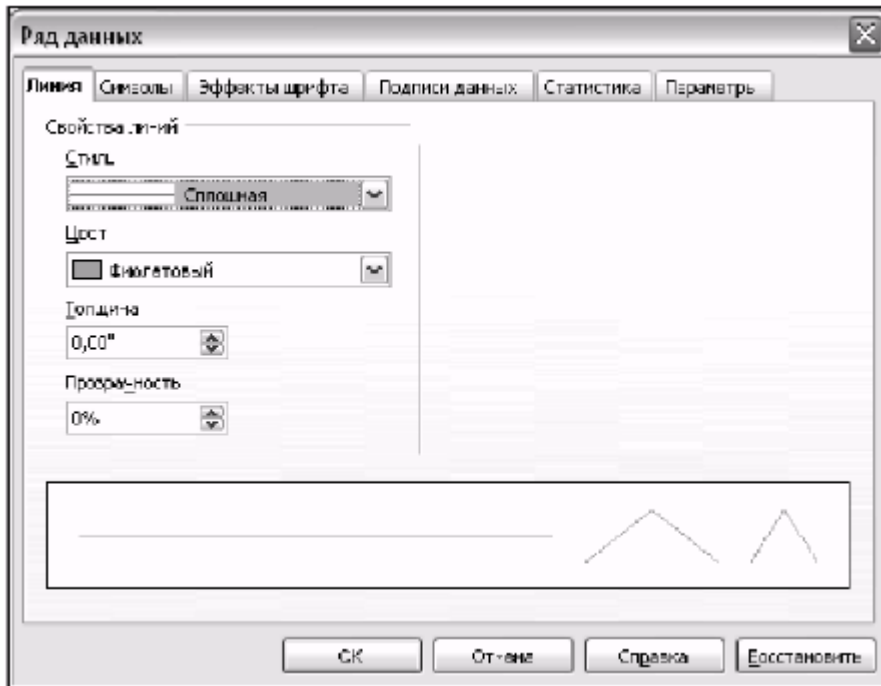 Ряд данных
Линия Символы Эффекты шрифта Подписи данных Статистика Параметры
Свойства линий
Стиль
Сплошная
Цвет
Фиолетовый
Толщина
0,00"
Прозрачность
0%
ОК Отмена Справка Восстановить